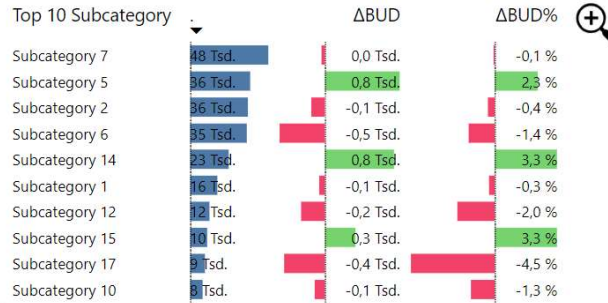 Top 10 Subcategory . ΔBUD ΔBUD%
Subcategory 7 48 Tsd. 0,0 Tsd. -0,1 %
Subcategory 5 36 Tsd. 0,8 Tsd. 2,3 %
Subcategory 2 36 Tsd. -0,1 Tsd. -0,4 %
Subcategory 6 35 Tsd. -0,5 Tsd. -1,4 %
Subcategory 14 23 Tsd. 0,8 Tsd. 3,3 %
Subcategory 1 16 Tsd. -0,1 Tsd. -0,3 %
Subcategory 12 12 Tsd. -0,2 Tsd. -2,0 %
Subcategory 15 10 Tsd. 0,3 Tsd. 3,3 %
Subcategory 17 9 Tsd. -0,4 Tsd. -4,5 %
Subcategory 10 8 Tsd. -0,1 Tsd. -1,3 %